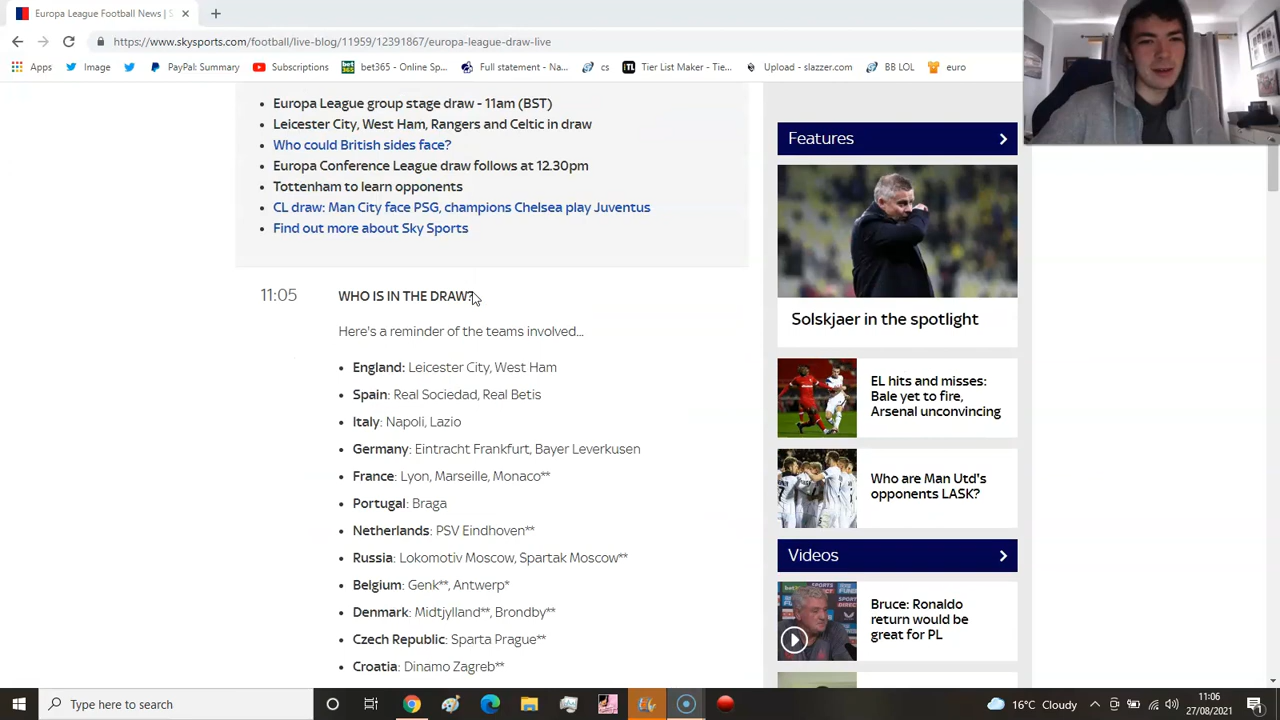 Europa League Football News | S
https://www.skysports.com/football/live-blog/11959/12391867/europa-league-draw-live
Apps
Image
PayPal: Summary
Subscriptions
bet365 - Online Sp...
Full statement - Na...
cs
Tier List Maker - Tie...
Upload - slazzer.com
BB LOL
euro
Europa League group stage draw - 11am (BST)
Leicester City, West Ham, Rangers and Celtic in draw
Who could British sides face?
Europa Conference League draw follows at 12.30pm
Tottenham to learn opponents
CL draw: Man City face PSG, champions Chelsea play Juventus
Find out more about Sky Sports
11:05
WHO IS IN THE DRAW?
Here's a reminder of the teams involved...
England: Leicester City, West Ham
Spain: Real Sociedad, Real Betis
Italy: Napoli, Lazio
Germany: Eintracht Frankfurt, Bayer Leverkusen
France: Lyon, Marseille, Monaco**
Portugal: Braga
Netherlands: PSV Eindhoven**
Russia: Lokomotiv Moscow, Spartak Moscow**
Belgium: Genk**, Antwerp*
Denmark: Midtjylland**, Brondby**
Czech Republic: Sparta Prague**
Croatia: Dinamo Zagreb**
Features
Solskjaer in the spotlight
EL hits and misses:
Bale yet to fire,
Arsenal unconvincing
Who are Man Utd's
opponents LASK?
Videos
Bruce: Ronaldo
return would be
great for PL
Type here to search
16°C Cloudy
11:06
27/08/2021